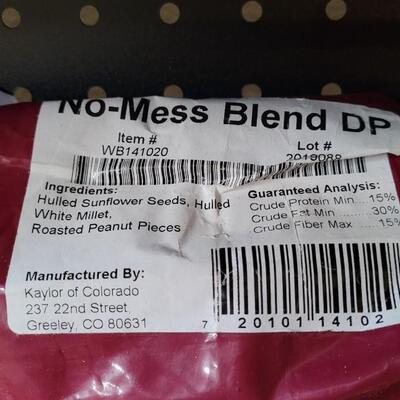 No-Mess Blend DP
Item #
WB141020
Lot #
2019088
Ingredients:
Hulled Sunflower Seeds, Hulled
White Millet,
Roasted Peanut Pieces
Guaranteed Analysis:
Crude Protein Min....15%
Crude Fat Min..........30%
Crude Fiber Max.......15%
Manufactured By:
Kaylor of Colorado
237 22nd Street
Greeley, CO 80631
7 20101 14102